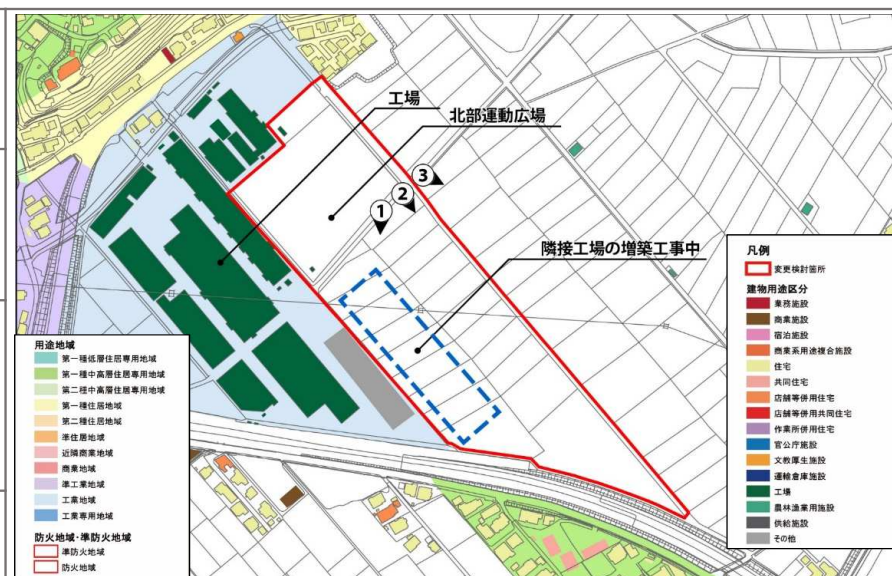 工場
北部運動広場
③
②
①
隣接工場の増築工事中
凡例
変更検討箇所
建物用途区分
業務施設
商業施設
宿泊施設
商業系用途複合施設
住宅
共同住宅
店舗等併用住宅
店舗等併用共同住宅
作業所併用住宅
官公庁施設
文教厚生施設
運輸倉庫施設
工場
農林漁業用施設
供給施設
その他
用途地域
第一種低層住居専用地域
第一種中高層住居専用地域
第二種中高層住居専用地域
第一種住居地域
第二種住居地域
準住居地域
近隣商業地域
商業地域
準工業地域
工業地域
工業専用地域
防火地域・準防火地域
準防火地域
防火地域